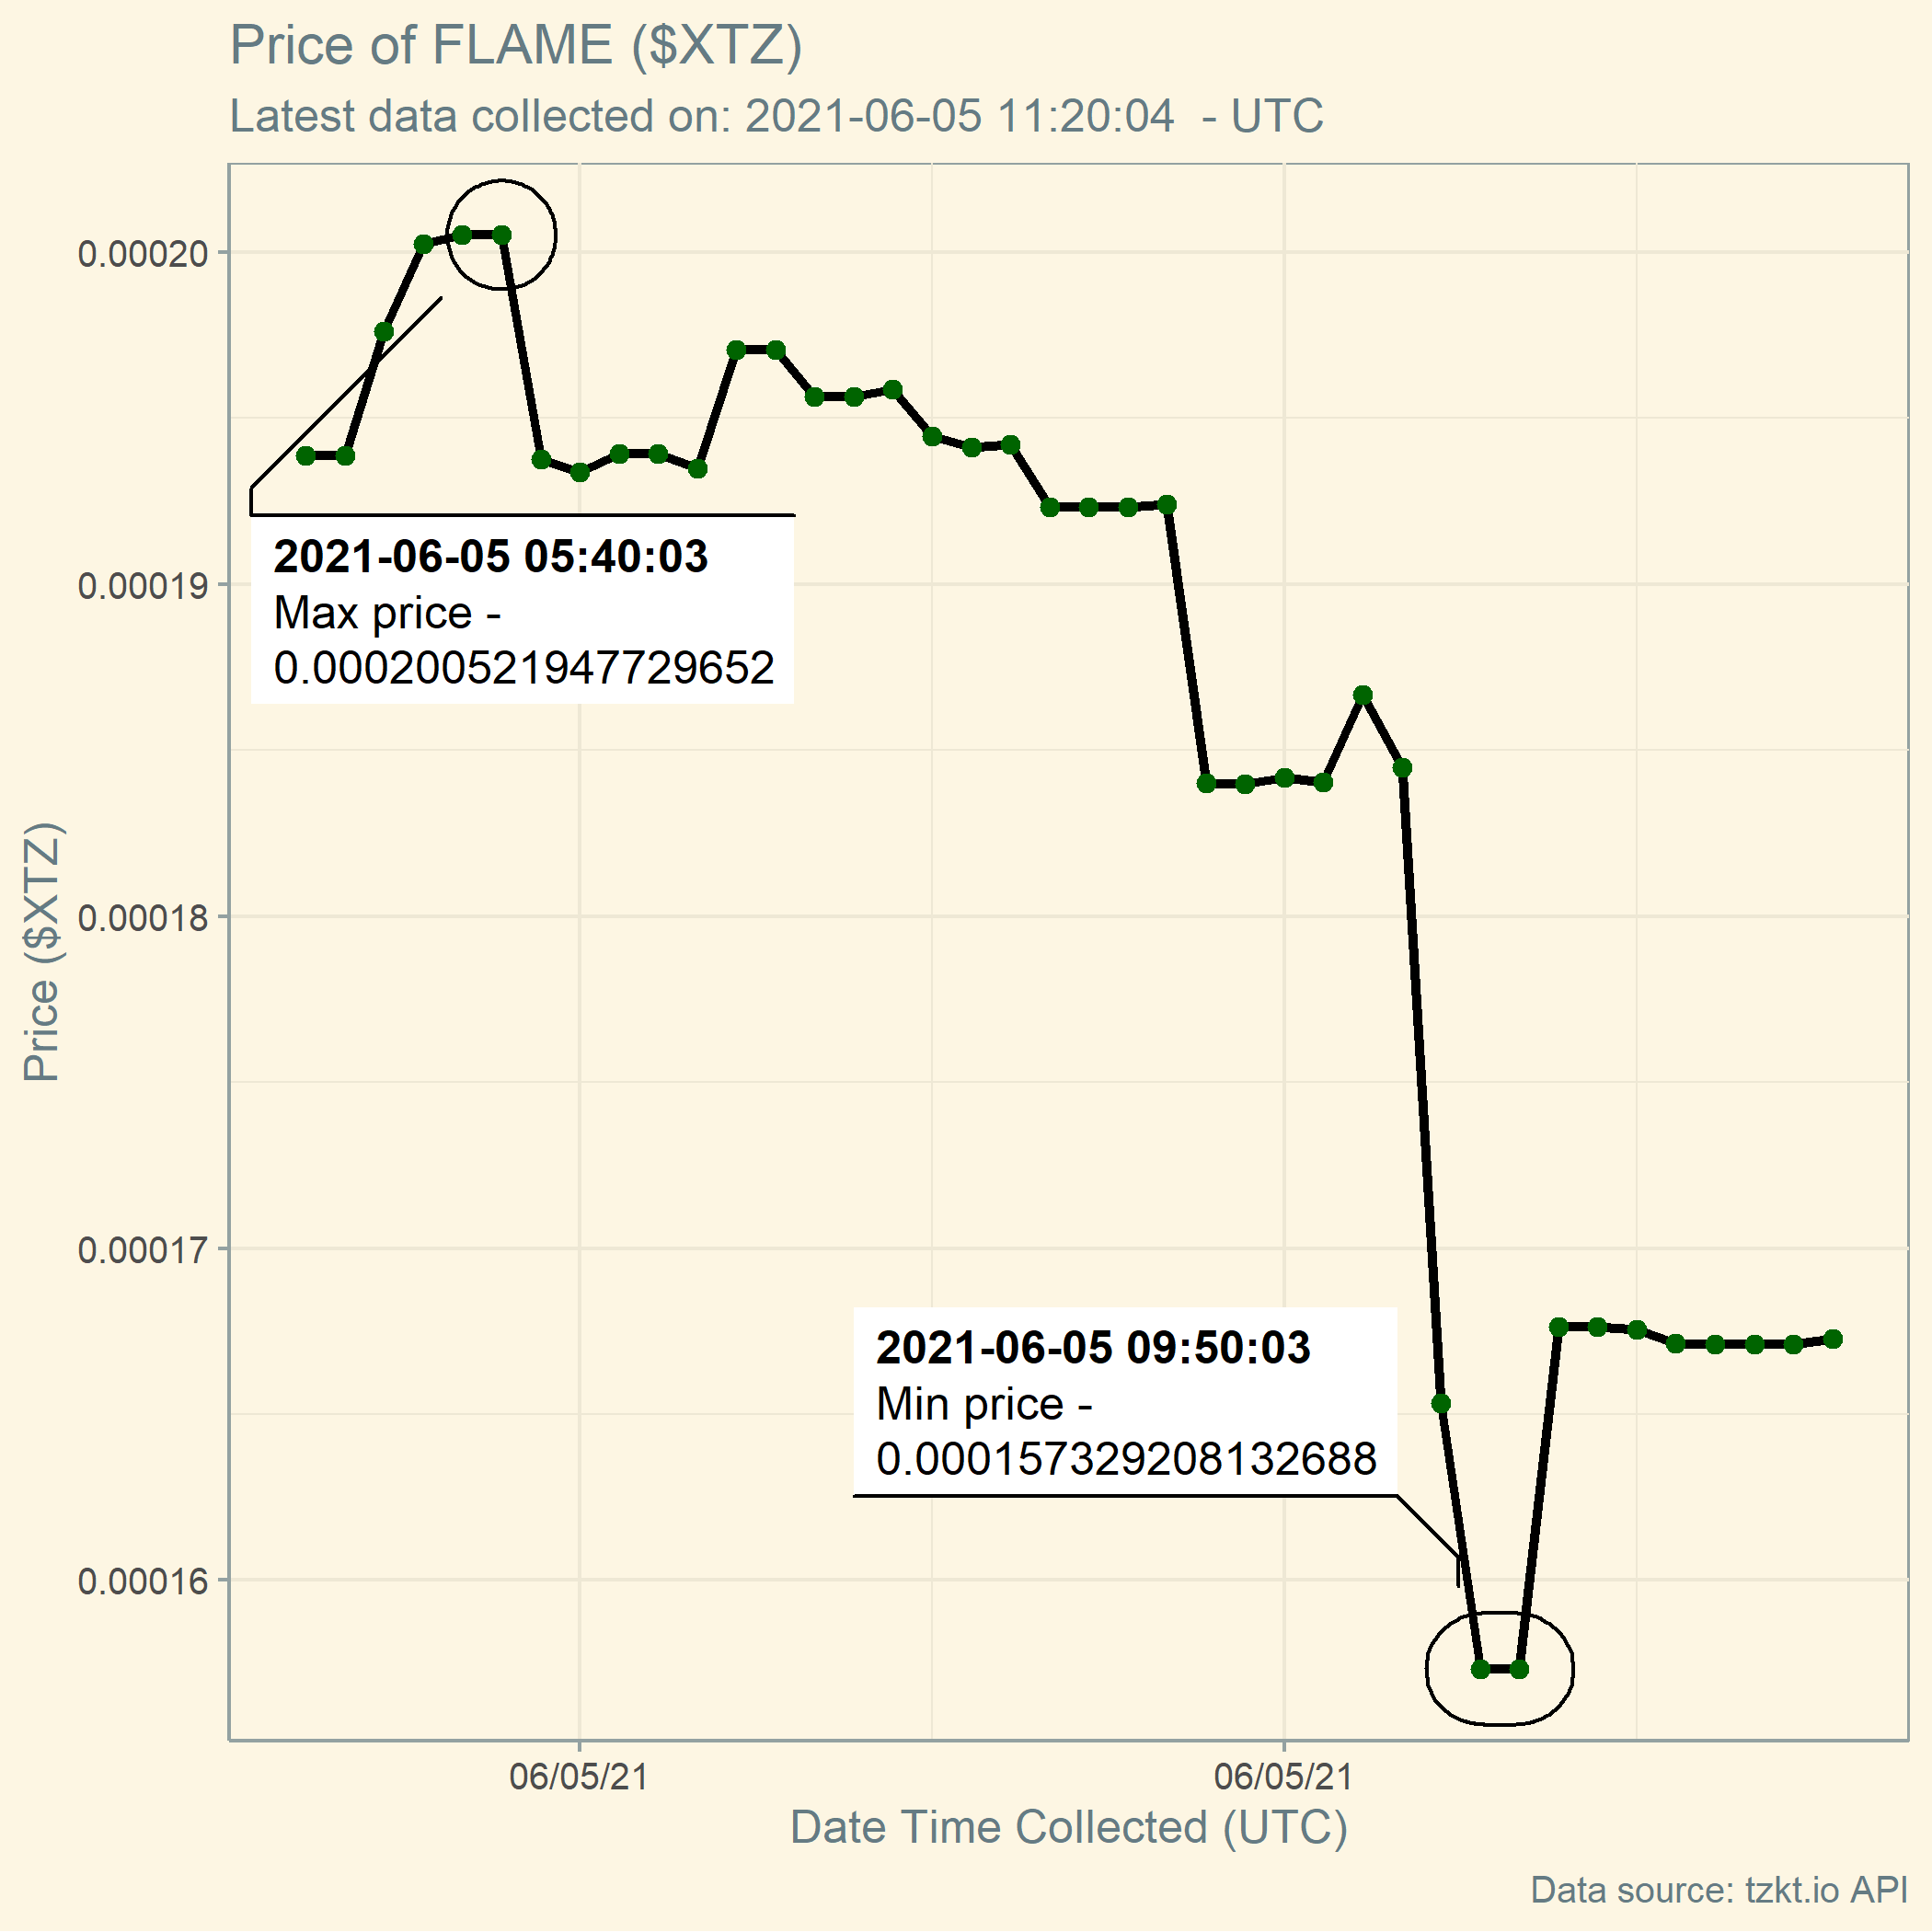 Price of FLAME ($XTZ)
Latest data collected on: 2021-06-05 11:20:04  - UTC
0.00020
0.00019
0.00018
0.00017
0.00016
Price ($XTZ)
2021-06-05 05:40:03
Max price -
0.000200521947729652
2021-06-05 09:50:03
Min price -
0.000157329208132688
06/05/21
06/05/21
Date Time Collected (UTC)
Data source: tzkt.io API